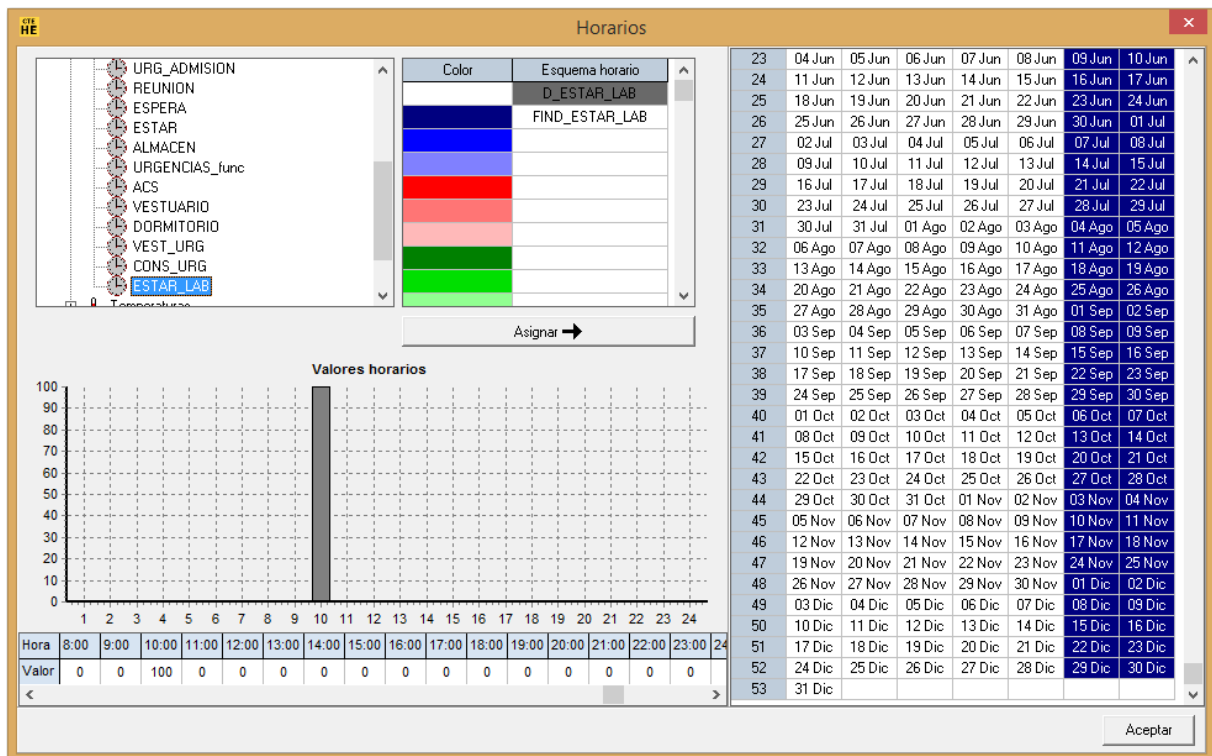 CTE
HE
Horarios
URG_ADMISION
REUNION
ESPERA
ESTAR
ALMACEN
URGENCIAS_func
ACS
VESTUARIO
DORMITORIO
VEST_URG
CONS_URG
ESTAR_LAB
Temperaturas
Color Esquema horario
D_ESTAR_LAB
FIND_ESTAR_LAB
Asignar
Valores horarios
100
90
80
70
60
50
40
30
20
10
0
1 2 3 4 5 6 7 8 9 10 11 12 13 14 15 16 17 18 19 20 21 22 23 24
Hora 8:00 9:00 10:00 11:00 12:00 13:00 14:00 15:00 16:00 17:00 18:00 19:00 20:00 21:00 22:00 23:00 24
Valor 0 0 100 0 0 0 0 0 0 0 0 0 0 0 0 0
23 04 Jun 05 Jun 06 Jun 07 Jun 08 Jun 09 Jun 10 Jun
24 11 Jun 12 Jun 13 Jun 14 Jun 15 Jun 16 Jun 17 Jun
25 18 Jun 19 Jun 20 Jun 21 Jun 22 Jun 23 Jun 24 Jun
26 25 Jun 26 Jun 27 Jun 28 Jun 29 Jun 30 Jun 01 Jul
27 02 Jul 03 Jul 04 Jul 05 Jul 06 Jul 07 Jul 08 Jul
28 09 Jul 10 Jul 11 Jul 12 Jul 13 Jul 14 Jul 15 Jul
29 16 Jul 17 Jul 18 Jul 19 Jul 20 Jul 21 Jul 22 Jul
30 23 Jul 24 Jul 25 Jul 26 Jul 27 Jul 28 Jul 29 Jul
31 30 Jul 31 Jul 01 Ago 02 Ago 03 Ago 04 Ago 05 Ago
32 06 Ago 07 Ago 08 Ago 09 Ago 10 Ago 11 Ago 12 Ago
33 13 Ago 14 Ago 15 Ago 16 Ago 17 Ago 18 Ago 19 Ago
34 20 Ago 21 Ago 22 Ago 23 Ago 24 Ago 25 Ago 26 Ago
35 27 Ago 28 Ago 29 Ago 30 Ago 31 Ago 01 Sep 02 Sep
36 03 Sep 04 Sep 05 Sep 06 Sep 07 Sep 08 Sep 09 Sep
37 10 Sep 11 Sep 12 Sep 13 Sep 14 Sep 15 Sep 16 Sep
38 17 Sep 18 Sep 19 Sep 20 Sep 21 Sep 22 Sep 23 Sep
39 24 Sep 25 Sep 26 Sep 27 Sep 28 Sep 29 Sep 30 Sep
40 01 Oct 02 Oct 03 Oct 04 Oct 05 Oct 06 Oct 07 Oct
41 08 Oct 09 Oct 10 Oct 11 Oct 12 Oct 13 Oct 14 Oct
42 15 Oct 16 Oct 17 Oct 18 Oct 19 Oct 20 Oct 21 Oct
43 22 Oct 23 Oct 24 Oct 25 Oct 26 Oct 27 Oct 28 Oct
44 29 Oct 30 Oct 31 Oct 01 Nov 02 Nov 03 Nov 04 Nov
45 05 Nov 06 Nov 07 Nov 08 Nov 09 Nov 10 Nov 11 Nov
46 12 Nov 13 Nov 14 Nov 15 Nov 16 Nov 17 Nov 18 Nov
47 19 Nov 20 Nov 21 Nov 22 Nov 23 Nov 24 Nov 25 Nov
48 26 Nov 27 Nov 28 Nov 29 Nov 30 Nov 01 Dic 02 Dic
49 03 Dic 04 Dic 05 Dic 06 Dic 07 Dic 08 Dic 09 Dic
50 10 Dic 11 Dic 12 Dic 13 Dic 14 Dic 15 Dic 16 Dic
51 17 Dic 18 Dic 19 Dic 20 Dic 21 Dic 22 Dic 23 Dic
52 24 Dic 25 Dic 26 Dic 27 Dic 28 Dic 29 Dic 30 Dic
53 31 Dic
Aceptar